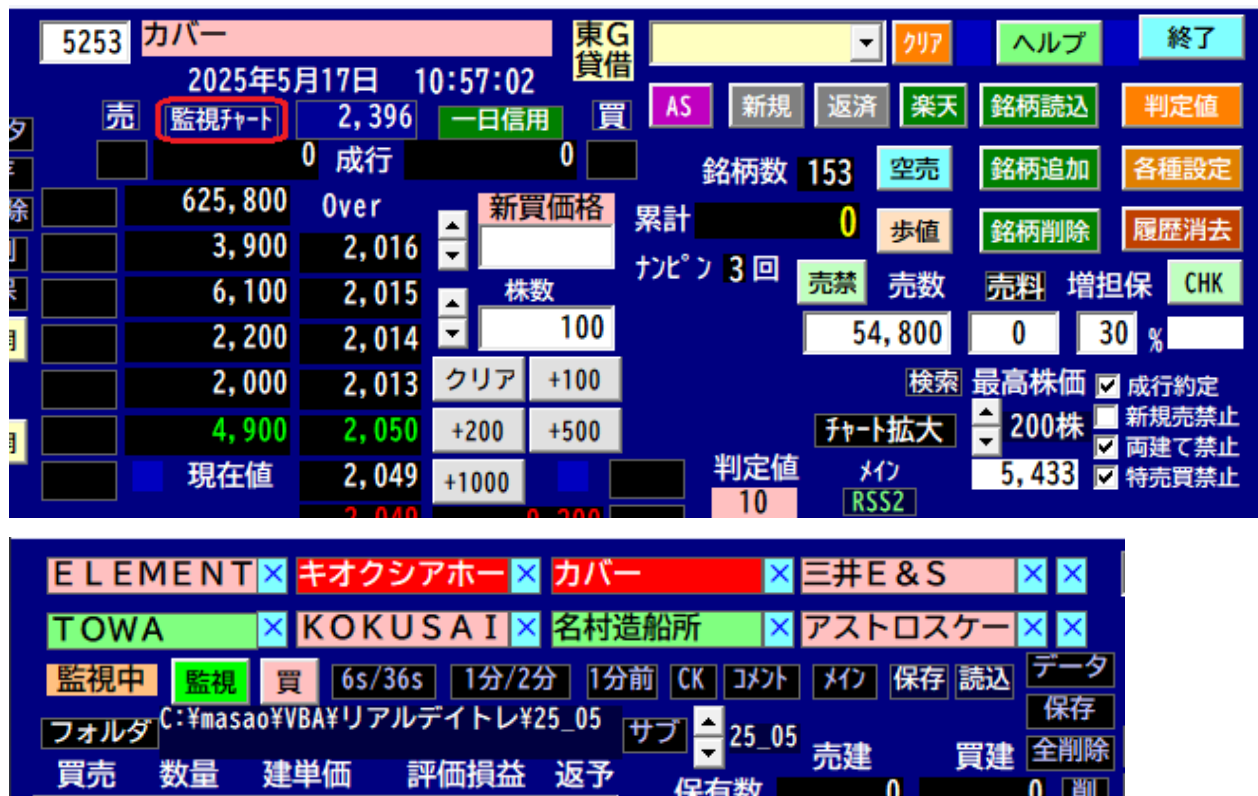 5253 カバー 東G クリア ヘルプ 終了
2025年5月17日 10:57:02 貸借
売 監視ﾁｬｰﾄ 2,396 一日信用 買 AS 新規 返済 楽天 銘柄読込 判定値
0 成行 0 銘柄数 153 空売 銘柄追加 各種設定
625,800 Over 新買価格 累計 0 歩値 銘柄削除 履歴消去
3,900 2,016 ﾅﾝﾋﾟﾝ 3回 売禁 売数 売料 増担保 CHK
6,100 2,015 株数
2,200 2,014 100 54,800 0 30 %
2,000 2,013 クリア +100 検索 最高株価 成行約定
4,900 2,050 +200 +500 ﾁｬｰﾄ拡大 200株 新規売禁止
両建て禁止
現在値 2,049 +1000 判定値 ﾒｲﾝ 5,433 特売買禁止
10 RSS2
ＥＬＥＭＥＮＴ × キオクシアホー × カバー × 三井Ｅ＆Ｓ × ×
ＴＯＷＡ × ＫＯＫＵＳＡＩ × 名村造船所 × アストロスケー × ×
監視中 監視 買 6s/36s 1分/2分 1分前 CK ｺﾒﾝﾄ ﾒｲﾝ 保存 読込 データ
フォルダ C:¥masao¥VBA¥リアルデイトレ¥25_05 サブ 25_05 保存
買売 数量 建単価 評価損益 返予 売建 買建 全削除
保有数 0 0 削